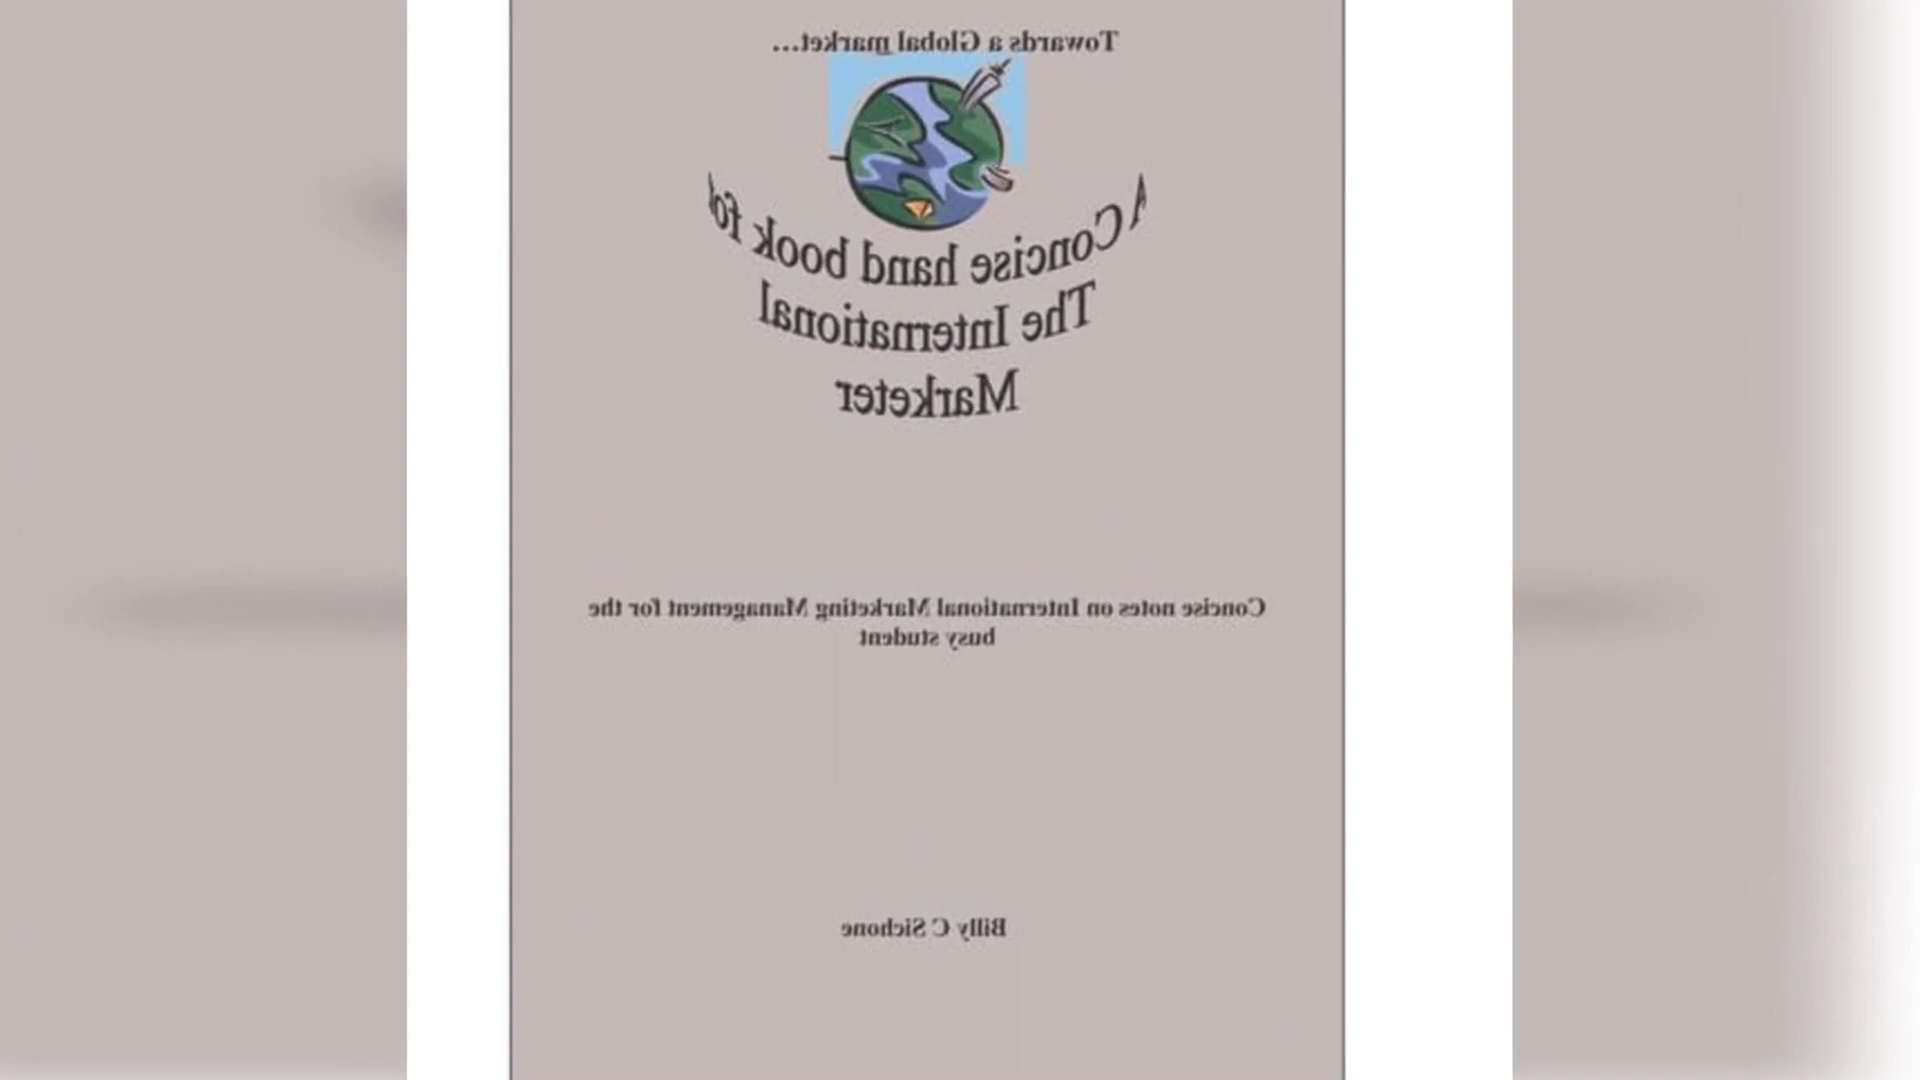 Towards a Global market...
A Concise hand book for
The International
Marketer
Concise notes on International Marketing Management for the
busy student
Billy C Sichone